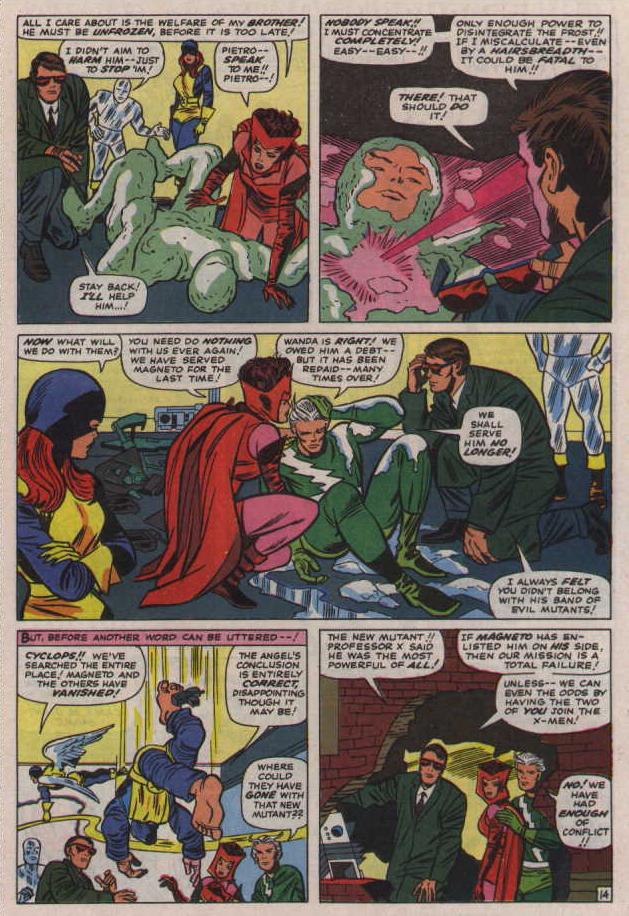 ALL I CARE ABOUT IS THE WELFARE OF MY BROTHER!
HE MUST BE UNFROZEN, BEFORE IT IS TOO LATE!
I DIDN'T AIM TO
HARM HIM--JUST
TO STOP 'IM!
PIETRO--
SPEAK
TO ME!!
PIETRO--!
STAY BACK!
I'LL HELP
HIM...!
NOBODY SPEAK!!
I MUST CONCENTRATE
COMPLETELY!
EASY--EASY--!!
ONLY ENOUGH POWER TO
DISINTEGRATE THE FROST!!
IF I MISCALCULATE--EVEN
BY A HAIRSBREADTH--
IT COULD BE FATAL TO
HIM!!
THERE! THAT
SHOULD DO
IT!
NOW WHAT WILL
WE DO WITH THEM?
YOU NEED DO NOTHING
WITH US EVER AGAIN!
WE HAVE SERVED
MAGNETO FOR THE
LAST TIME!
WANDA IS RIGHT! WE
OWED HIM A DEBT--
BUT IT HAS BEEN
REPAID--MANY
TIMES OVER!
WE
SHALL
SERVE
HIM NO
LONGER!
I ALWAYS FELT
YOU DIDN'T BELONG
WITH HIS BAND OF
EVIL MUTANTS!
BUT, BEFORE ANOTHER WORD CAN BE UTTERED--!
CYCLOPS!! WE'VE
SEARCHED THE ENTIRE
PLACE! MAGNETO AND
THE OTHERS HAVE
VANISHED!
THE ANGEL'S
CONCLUSION
IS ENTIRELY
CORRECT,
DISAPPOINTING
THOUGH IT
MAY BE!
WHERE
COULD
THEY HAVE
GONE WITH
THAT NEW
MUTANT??
THE NEW MUTANT!!
PROFESSOR X SAID
HE WAS THE MOST
POWERFUL OF ALL!
IF MAGNETO HAS EN-
LISTED HIM ON HIS SIDE,
THEN OUR MISSION IS A
TOTAL FAILURE!
UNLESS--WE CAN
EVEN THE ODDS BY
HAVING THE TWO
OF YOU JOIN THE
X-MEN!
NO! WE
HAVE
HAD
ENOUGH
OF
CONFLICT
!!
14